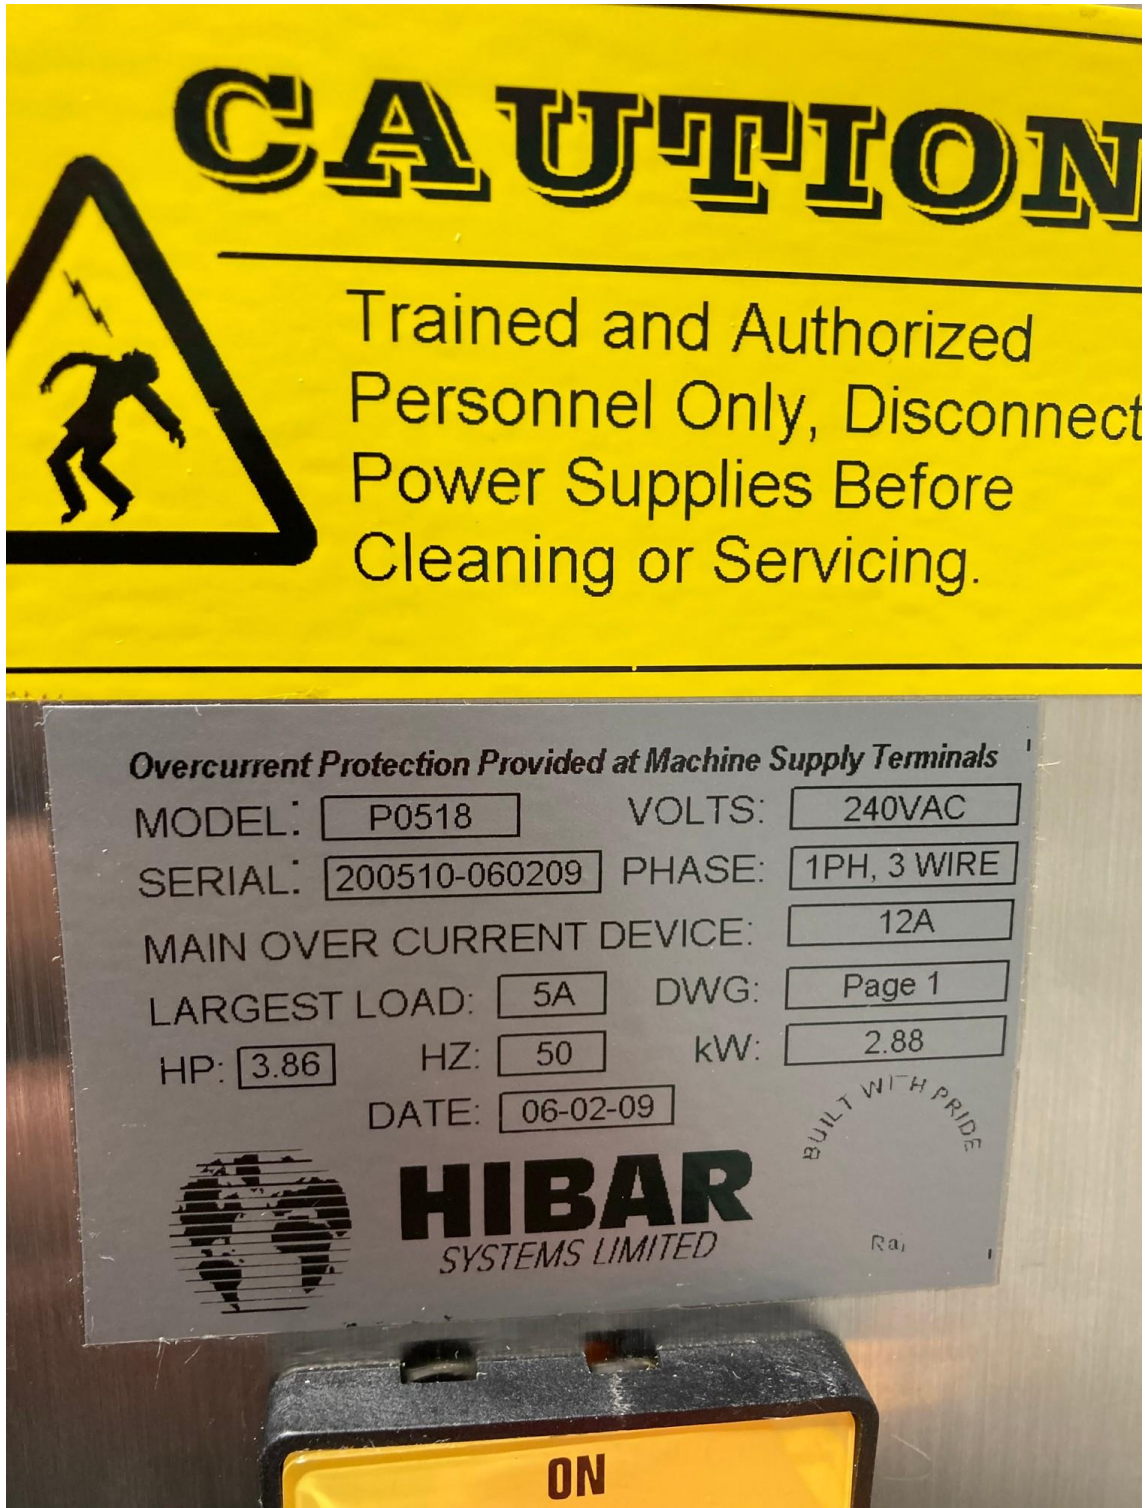 CAUTION
Trained and Authorized
Personnel Only, Disconnect
Power Supplies Before
Cleaning or Servicing.
Overcurrent Protection Provided at Machine Supply Terminals
MODEL: P0518 VOLTS: 240VAC
SERIAL: 200510-060209 PHASE: 1PH, 3 WIRE
MAIN OVER CURRENT DEVICE: 12A
LARGEST LOAD: 5A DWG: Page 1
HP: 3.86 HZ: 50 kW: 2.88
DATE: 06-02-09
BUILT WITH PRIDE
HIBAR
SYSTEMS LIMITED
ON